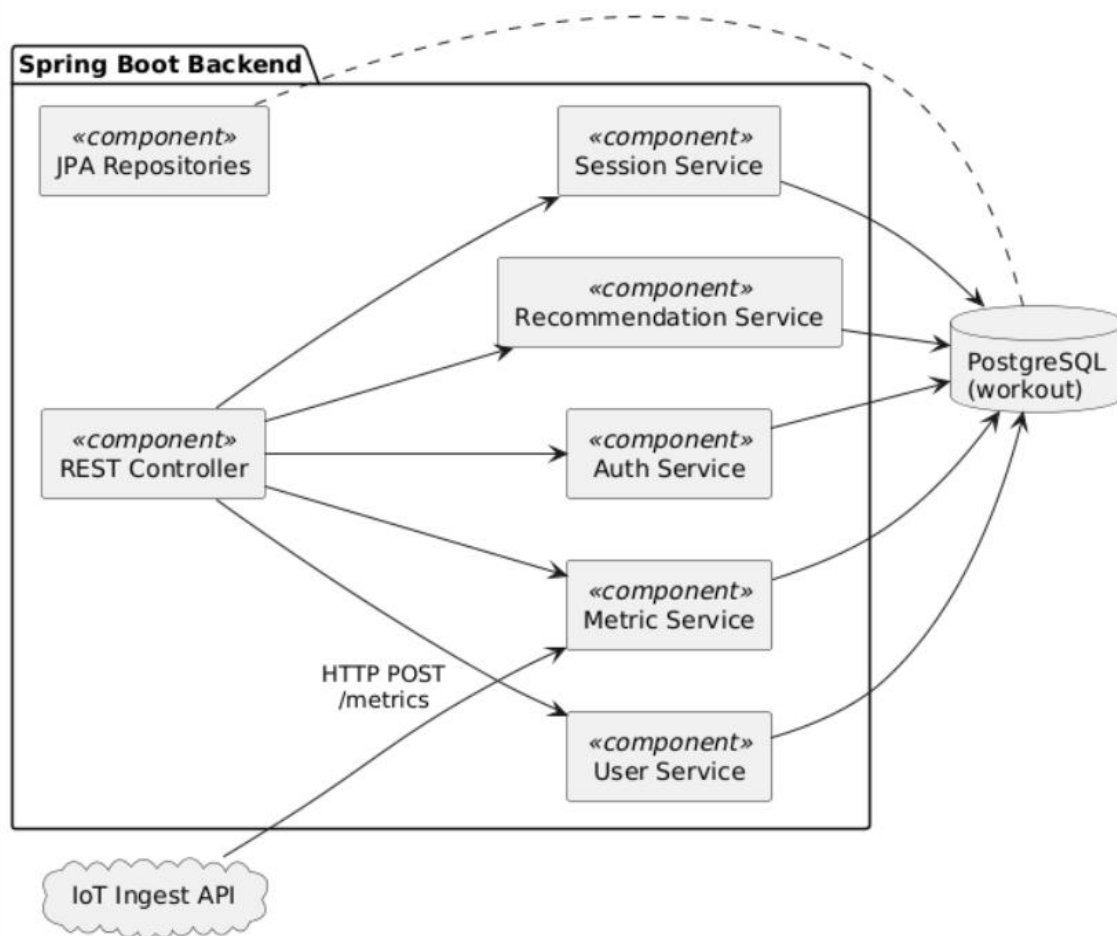 Spring Boot Backend
«component»
JPA Repositories
«component»
Session Service
«component»
Recommendation Service
PostgreSQL
(workout)
«component»
REST Controller
«component»
Auth Service
«component»
Metric Service
HTTP POST
/metrics
«component»
User Service
IoT Ingest API